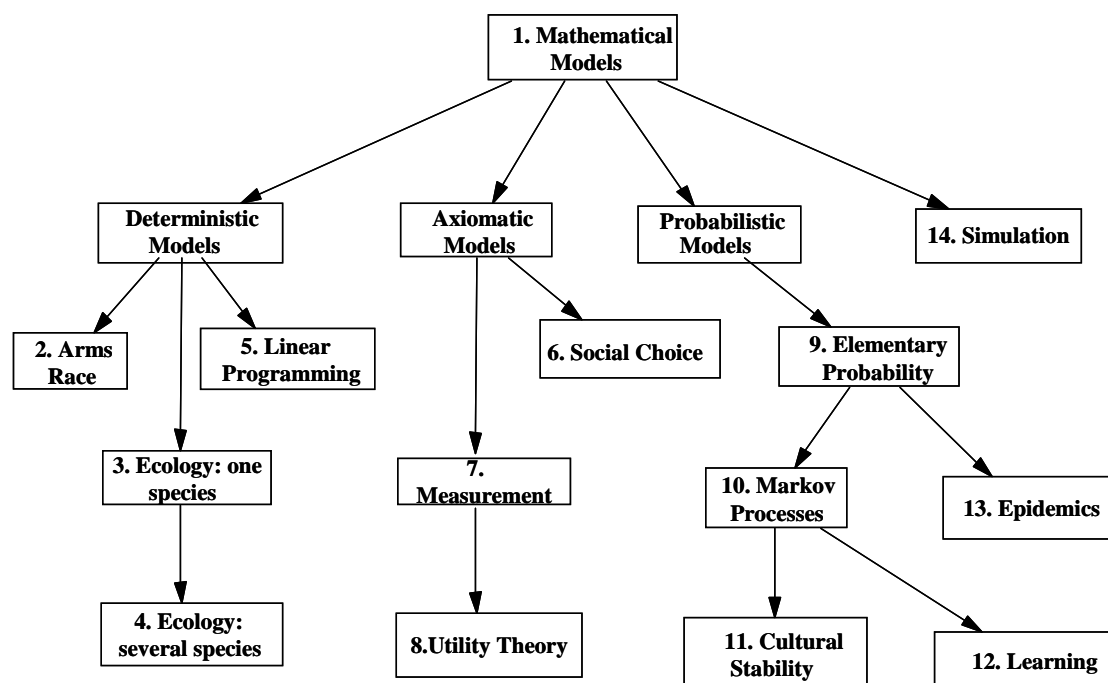 1. Mathematical
Models
Deterministic
Models
Axiomatic
Models
Probabilistic
Models
14. Simulation
2. Arms
Race
5. Linear
Programming
6. Social Choice
9. Elementary
Probability
3. Ecology: one
species
7.
Measurement
10. Markov
Processes
13. Epidemics
4. Ecology:
several species
8.Utility Theory
11. Cultural
Stability
12. Learning